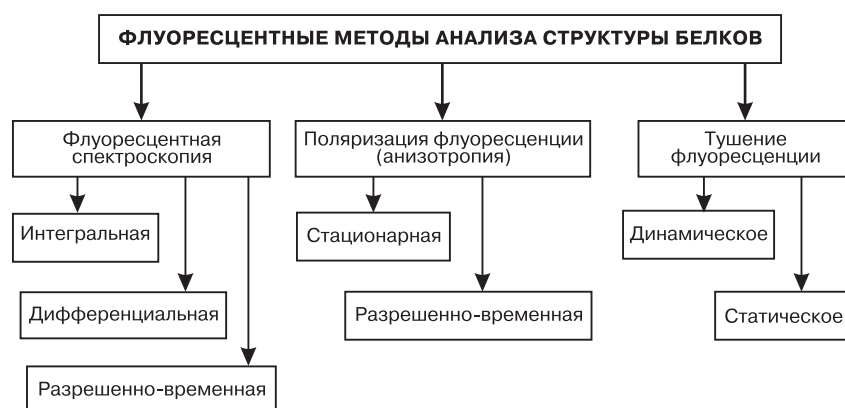 ФЛУОРЕСЦЕНТНЫЕ МЕТОДЫ АНАЛИЗА СТРУКТУРЫ БЕЛКОВ
Флуоресцентная
спектроскопия
Интегральная
Дифференциальная
Разрешенно-временная
Поляризация флуоресценции
(анизотропия)
Стационарная
Разрешенно-временная
Тушение
флуоресценции
Динамическое
Статическое